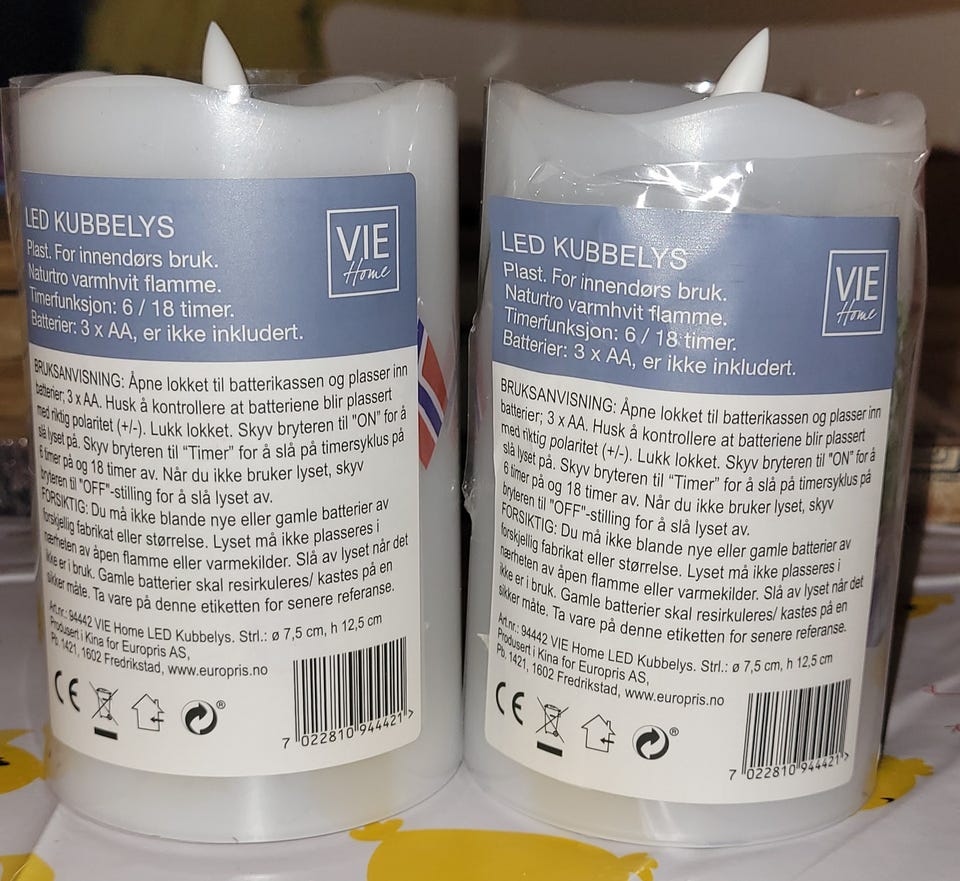 LED KUBBELYS
Plast. For innendørs bruk.
Naturtro varmhvit flamme.
Timerfunksjon: 6 / 18 timer.
Batterier: 3 x AA, er ikke inkludert.
VIE
Home
BRUKSANVISNING: Åpne lokket til batterikassen og plasser inn
batterier; 3 x AA. Husk å kontrollere at batteriene blir plassert
med riktig polaritet (+/-). Lukk lokket. Skyv bryteren til "ON" for å
slå lyset på. Skyv bryteren til "Timer" for å slå på timersyklus på
6 timer på og 18 timer av. Når du ikke bruker lyset, skyv
bryteren til "OFF"-stilling for å slå lyset av.
FORSIKTIG: Du må ikke blande nye eller gamle batterier av
forskjellig fabrikat eller størrelse. Lyset må ikke plasseres i
nærheten av åpen flamme eller varmekilder. Slå av lyset når det
ikke er i bruk. Gamle batterier skal resirkuleres/ kastes på en
sikker måte. Ta vare på denne etiketten for senere referanse.
Art.nr.: 94442 VIE Home LED Kubbelys. Strl.: ø 7,5 cm, h 12,5 cm
Produsert i Kina for Europris AS,
Pb. 1421, 1602 Fredrikstad, www.europris.no
CE
®
7 022810 944421 >
LED KUBBELYS
Plast. For innendørs bruk.
Naturtro varmhvit flamme.
Timerfunksjon: 6 / 18 timer.
Batterier: 3 x AA, er ikke inkludert.
VIE
Home
BRUKSANVISNING: Åpne lokket til batterikassen og plasser inn
batterier; 3 x AA. Husk å kontrollere at batteriene blir plassert
med riktig polaritet (+/-). Lukk lokket. Skyv bryteren til "ON" for å
slå lyset på. Skyv bryteren til "Timer" for å slå på timersyklus på
6 timer på og 18 timer av. Når du ikke bruker lyset, skyv
bryteren til "OFF"-stilling for å slå lyset av.
FORSIKTIG: Du må ikke blande nye eller gamle batterier av
forskjellig fabrikat eller størrelse. Lyset må ikke plasseres i
nærheten av åpen flamme eller varmekilder. Slå av lyset når det
ikke er i bruk. Gamle batterier skal resirkuleres/ kastes på en
sikker måte. Ta vare på denne etiketten for senere referanse.
Art.nr.: 94442 VIE Home LED Kubbelys. Strl.: ø 7,5 cm, h 12,5 cm
Produsert i Kina for Europris AS,
Pb. 1421, 1602 Fredrikstad, www.europris.no
CE
®
7 022810 944421 >